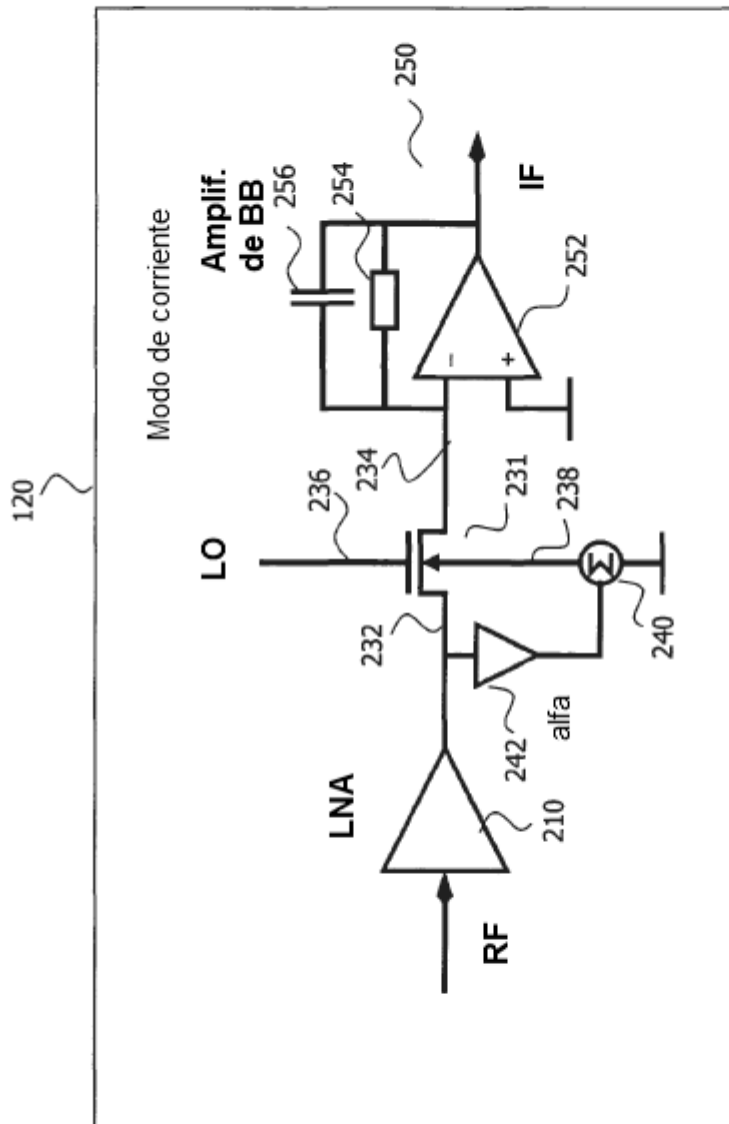 120
Modo de corriente
LO
236
Amplif.
de BB
256
254
250
LNA
232
234
231
238
252
−
+
IF
RF
210
242
alfa
Σ
240